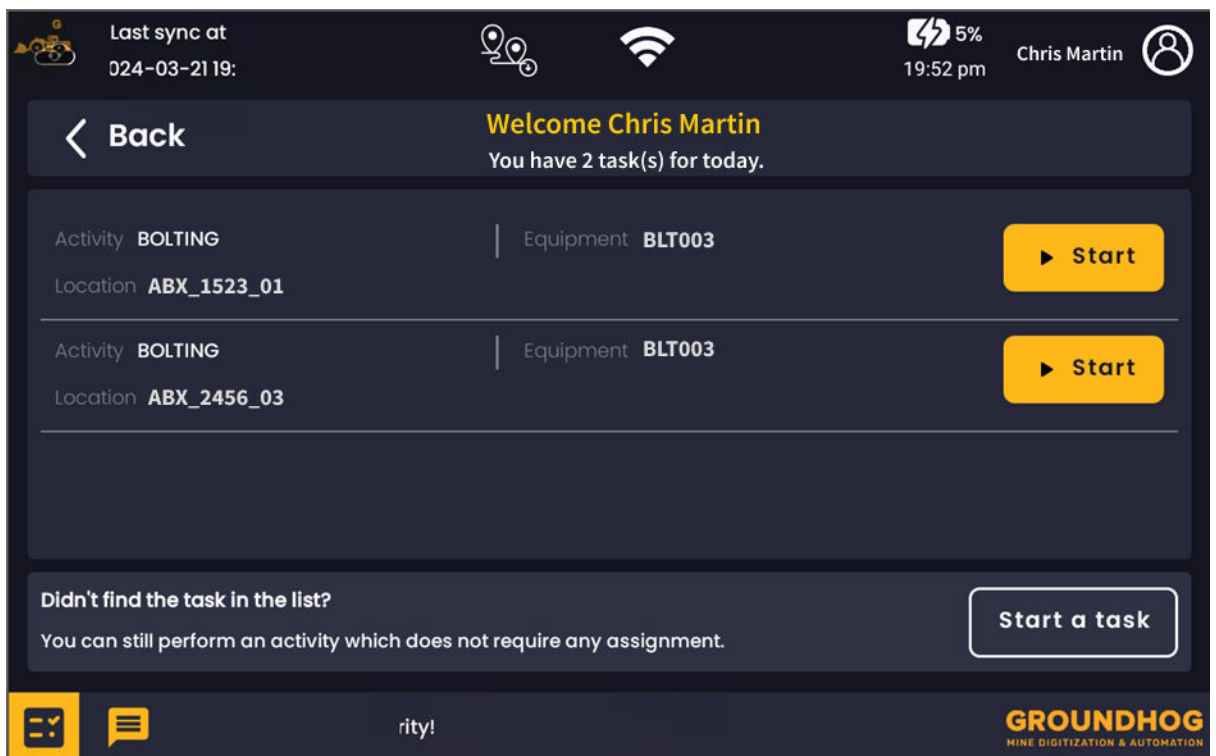 G
Last sync at
024-03-21 19:
5%
19:52 pm
Chris Martin
Back
Welcome Chris Martin
You have 2 task(s) for today.
Activity BOLTING
Equipment BLT003
Location ABX_1523_01
Start
Activity BOLTING
Equipment BLT003
Location ABX_2456_03
Start
Didn't find the task in the list?
You can still perform an activity which does not require any assignment.
Start a task
rity!
GROUNDHOG
MINE DIGITIZATION & AUTOMATION